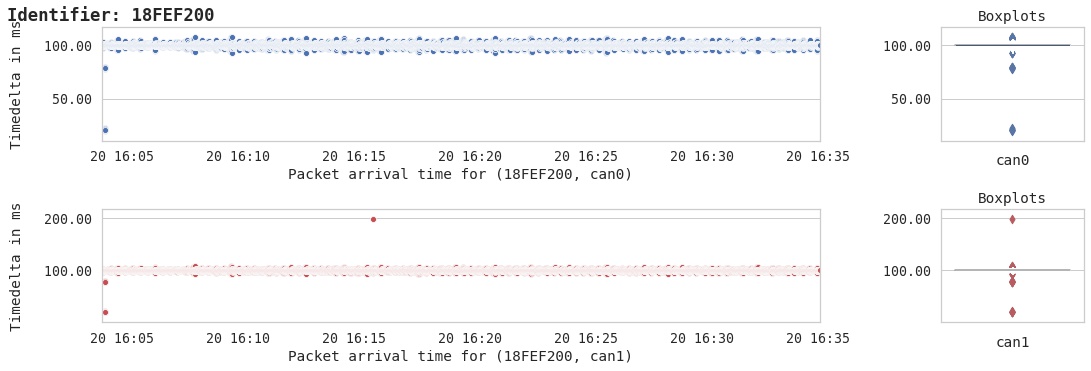 Identifier: 18FEF200
Boxplots
Timedelta in ms
100.00
50.00
20 16:05 20 16:10 20 16:15 20 16:20 20 16:25 20 16:30 20 16:35
Packet arrival time for (18FEF200, can0)
100.00
50.00
can0
Boxplots
Timedelta in ms
200.00
100.00
20 16:05 20 16:10 20 16:15 20 16:20 20 16:25 20 16:30 20 16:35
Packet arrival time for (18FEF200, can1)
200.00
100.00
can1